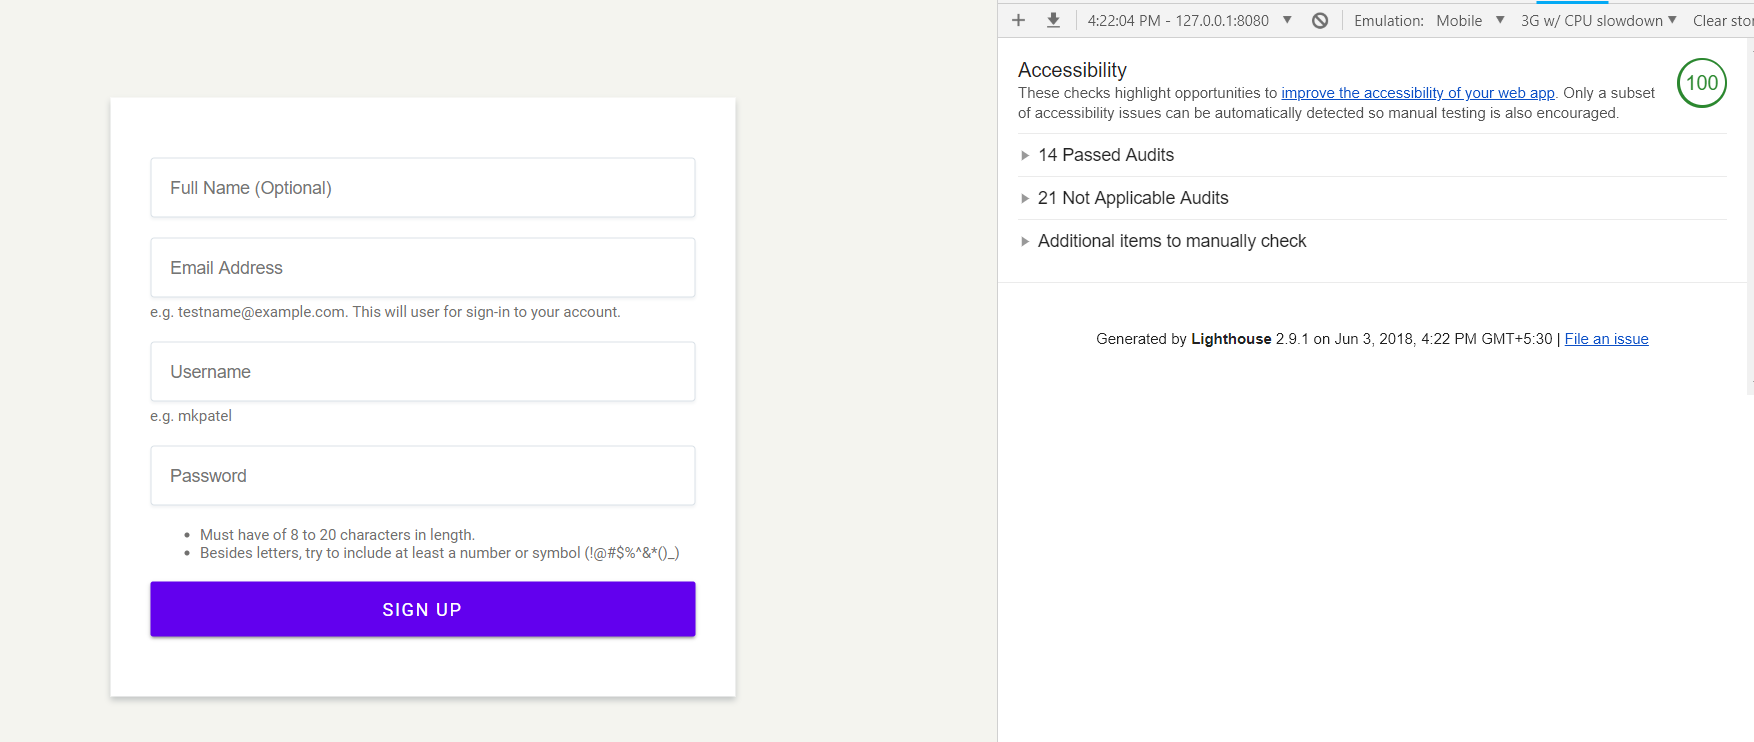 Full Name (Optional)
Email Address
e.g. testname@example.com. This will user for sign-in to your account.
Username
e.g. mkpatel
Password
Must have of 8 to 20 characters in length.
Besides letters, try to include at least a number or symbol (!@#$%^&*()_)
SIGN UP
4:22:04 PM - 127.0.0.1:8080
Emulation: Mobile
3G w/ CPU slowdown
Clear stor
Accessibility
100
These checks highlight opportunities to improve the accessibility of your web app. Only a subset
of accessibility issues can be automatically detected so manual testing is also encouraged.
14 Passed Audits
21 Not Applicable Audits
Additional items to manually check
Generated by Lighthouse 2.9.1 on Jun 3, 2018, 4:22 PM GMT+5:30 | File an issue